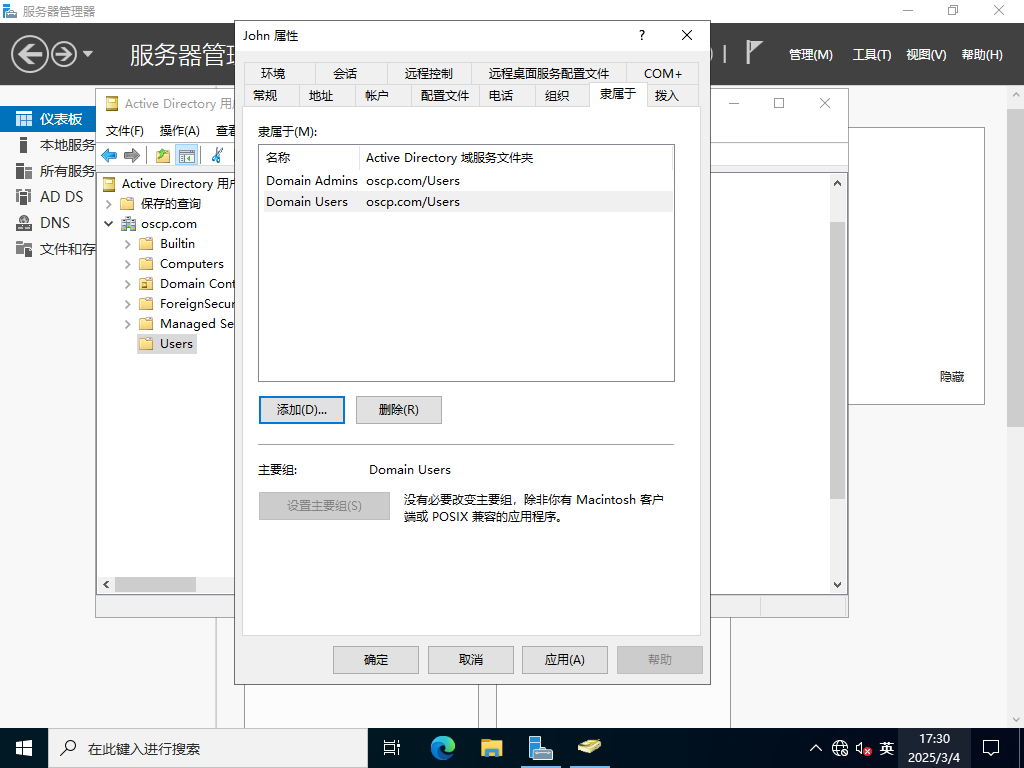 服务器管理器
服务器管理
管理(M) 工具(T) 视图(V) 帮助(H)
仪表板
本地服务
所有服务
AD DS
DNS
文件和存
隐藏
Active Directory 用
文件(F) 操作(A) 查看
Active Directory 用户
保存的查询
oscp.com
Builtin
Computers
Domain Cont
ForeignSecur
Managed Se
Users
John 属性
?
环境 会话 远程控制 远程桌面服务配置文件 COM+
常规 地址 帐户 配置文件 电话 组织 隶属于 拨入
隶属于(M):
名称 Active Directory 域服务文件夹
Domain Admins oscp.com/Users
Domain Users oscp.com/Users
添加(D)... 删除(R)
主要组: Domain Users
设置主要组(S)
没有必要改变主要组，除非你有 Macintosh 客户
端或 POSIX 兼容的应用程序。
确定 取消 应用(A) 帮助
在此键入进行搜索
英
17:30
2025/3/4